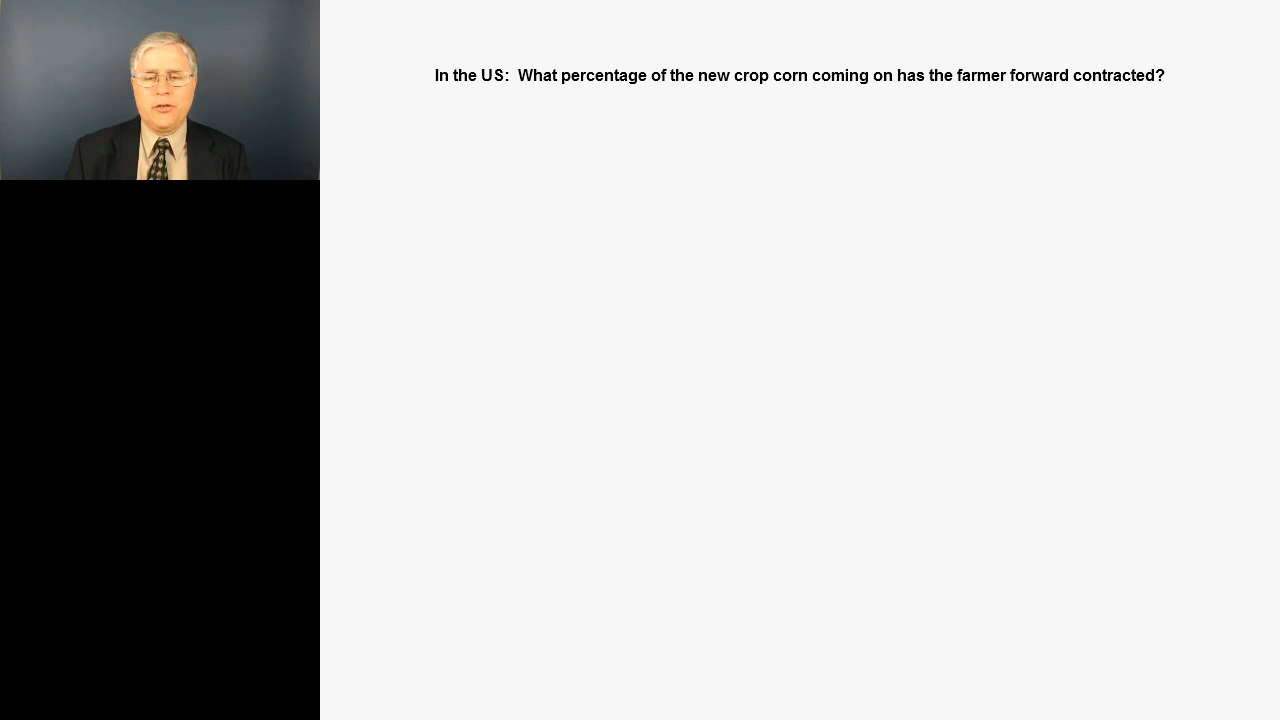 In the US:  What percentage of the new crop corn coming on has the farmer forward contracted?